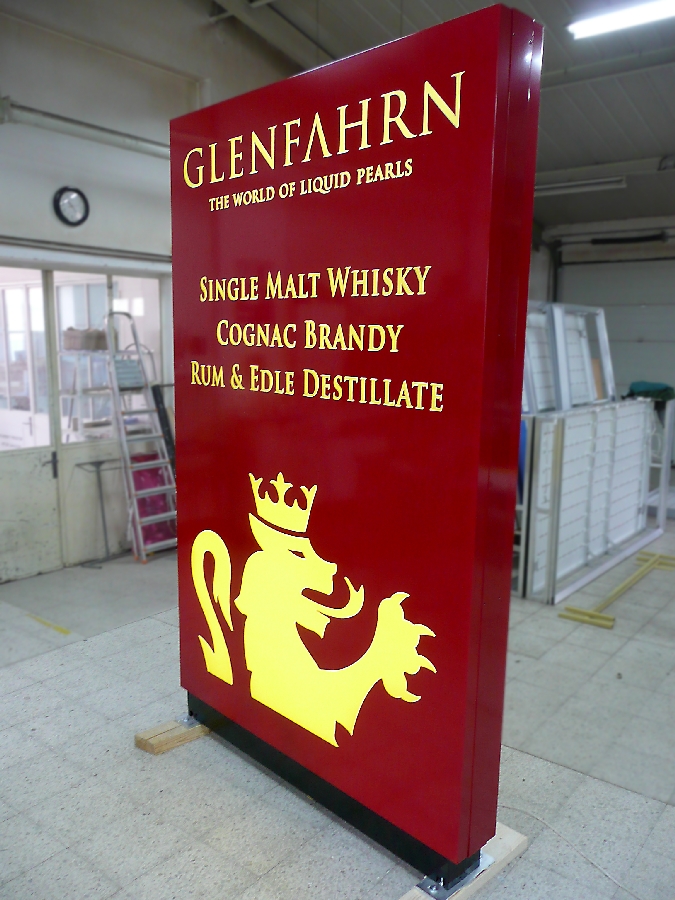 GLENFAHRN
THE WORLD OF LIQUID PEARLS
SINGLE MALT WHISKY
COGNAC BRANDY
RUM & EDLE DESTILLATE